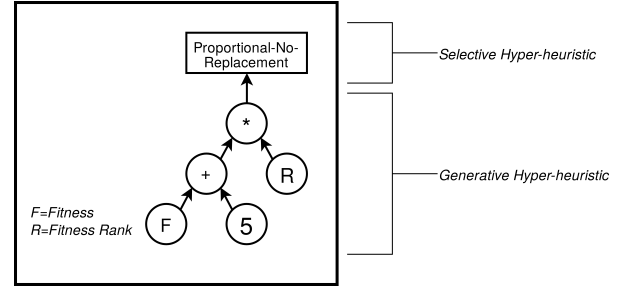 Proportional-No-
Replacement
Selective Hyper-heuristic
*
+
R
Generative Hyper-heuristic
F
5
F=Fitness
R=Fitness Rank